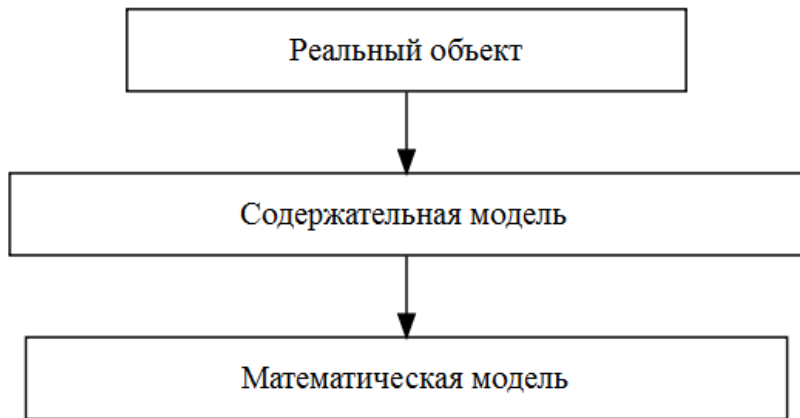 Реальный объект
Содержательная модель
Математическая модель